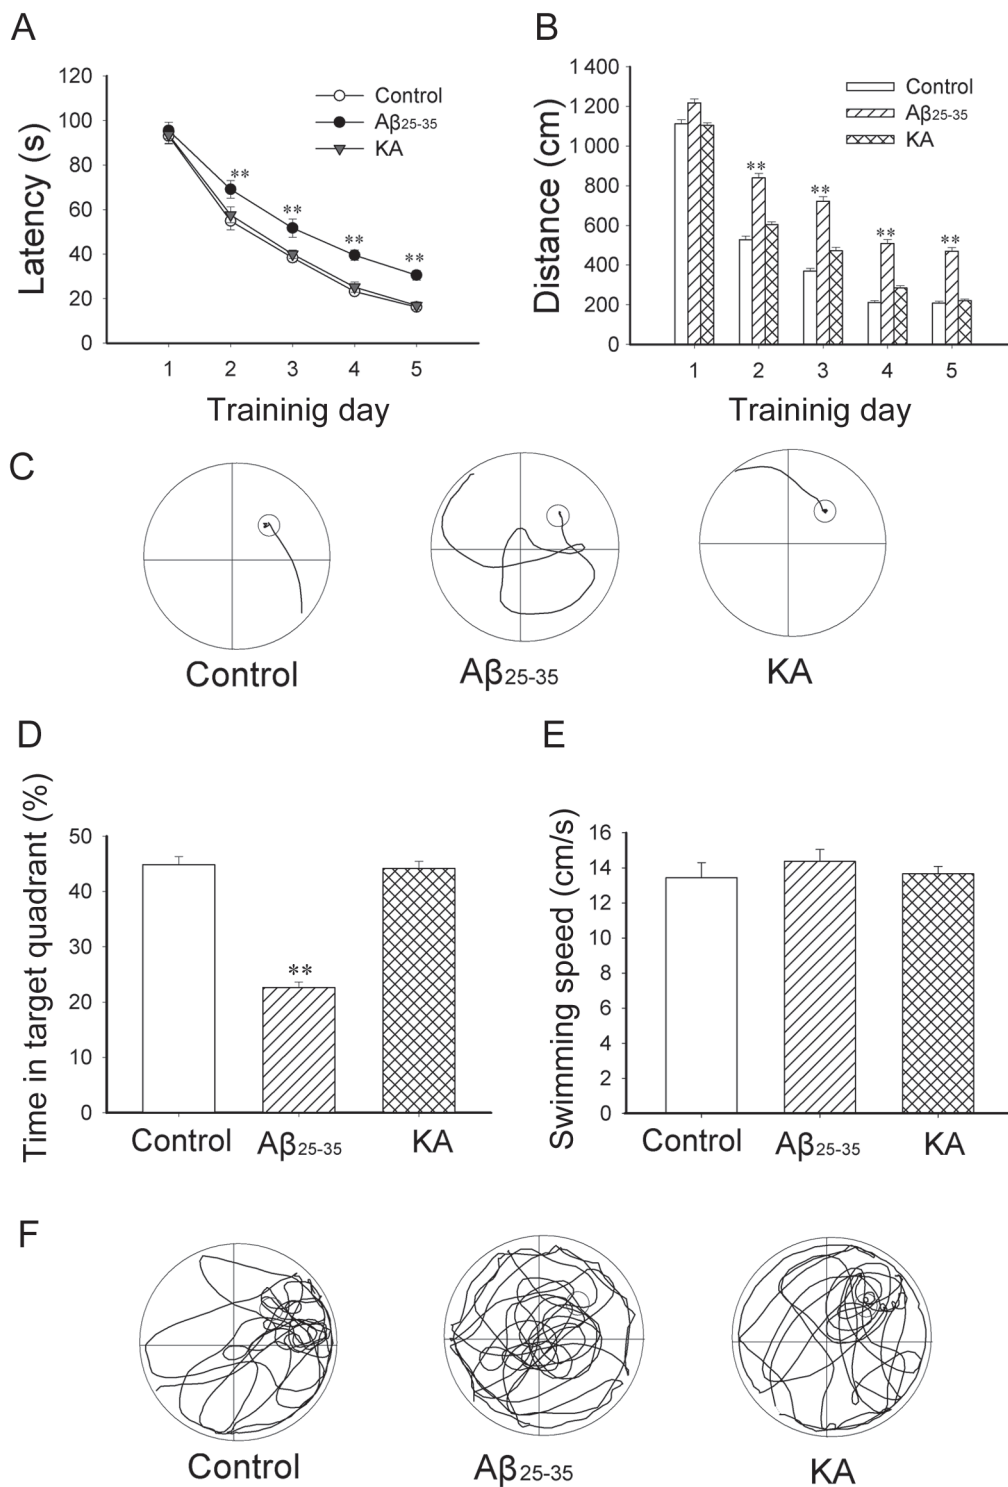 A
Latency (s)
120
100
80
60
40
20
0
Control
Aβ25-35
KA
**
**
**
**
1 2 3 4 5
Traininig day
B
Distance (cm)
1 400
1200
1000
800
600
400
200
0
Control
Aβ25-35
KA
**
**
**
**
1 2 3 4 5
Traininig day
C
Control
Aβ25-35
KA
D
Time in target quadrant (%)
50
40
30
20
10
0
**
Control Aβ25-35 KA
E
Swimming speed (cm/s)
16
14
12
10
8
6
4
2
0
Control Aβ25-35 KA
F
Control
Aβ25-35
KA